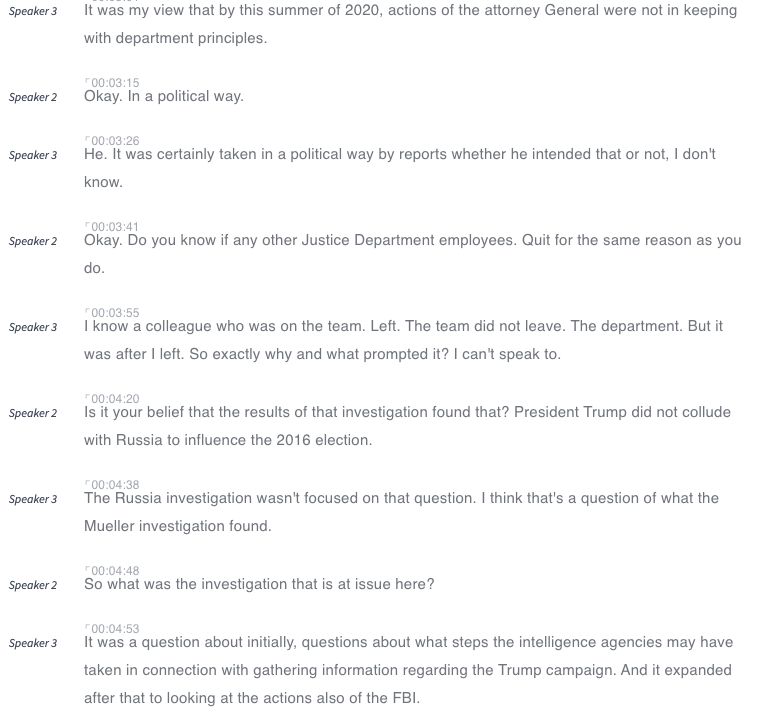 Speaker 3 It was my view that by this summer of 2020, actions of the attorney General were not in keeping
with department principles.
00:03:15
Speaker 2 Okay. In a political way.
00:03:26
Speaker 3 He. It was certainly taken in a political way by reports whether he intended that or not, I don't
know.
00:03:41
Speaker 2 Okay. Do you know if any other Justice Department employees. Quit for the same reason as you
do.
00:03:55
Speaker 3 I know a colleague who was on the team. Left. The team did not leave. The department. But it
was after I left. So exactly why and what prompted it? I can't speak to.
00:04:20
Speaker 2 Is it your belief that the results of that investigation found that? President Trump did not collude
with Russia to influence the 2016 election.
00:04:38
Speaker 3 The Russia investigation wasn't focused on that question. I think that's a question of what the
Mueller investigation found.
00:04:48
Speaker 2 So what was the investigation that is at issue here?
00:04:53
Speaker 3 It was a question about initially, questions about what steps the intelligence agencies may have
taken in connection with gathering information regarding the Trump campaign. And it expanded
after that to looking at the actions also of the FBI.